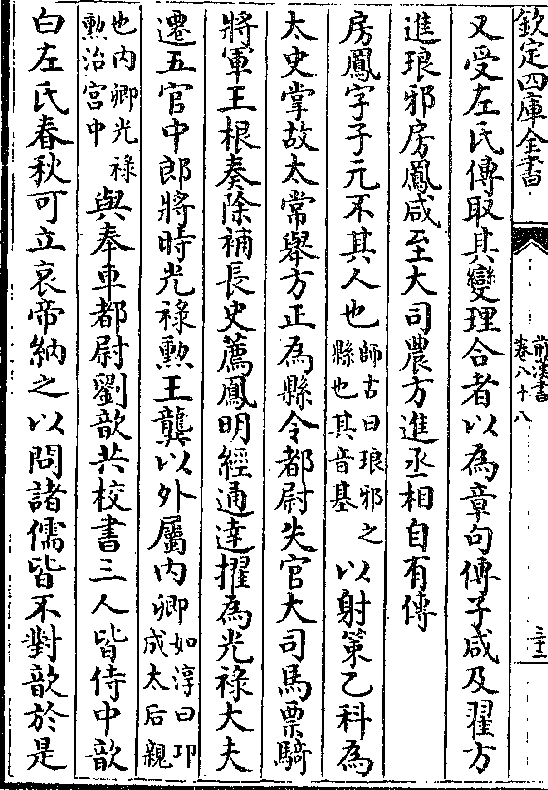 欽定四庫全書
前漢書
卷八十八
三十二
又受左氏傳取其變理合者以為章句傳子咸及翟方
進琅邪房鳳咸至大司農方進丞相自有傳
房鳳字子元不其人也師古曰琅邪之縣也其音基以射策乙科為
太史掌故太常舉方正為縣令都尉失官大司馬票騎
將軍王根奏除補長史薦鳳明經通達擢為光祿大夫
遷五官中郎將時光祿勲王龔以外屬內卿如淳曰卭成太后親
也內卿光祿勲治宮中與奉車都尉劉歆共校書三人皆侍中歆
白左氏春秋可立哀帝納之以問諸儒皆不對歆於是